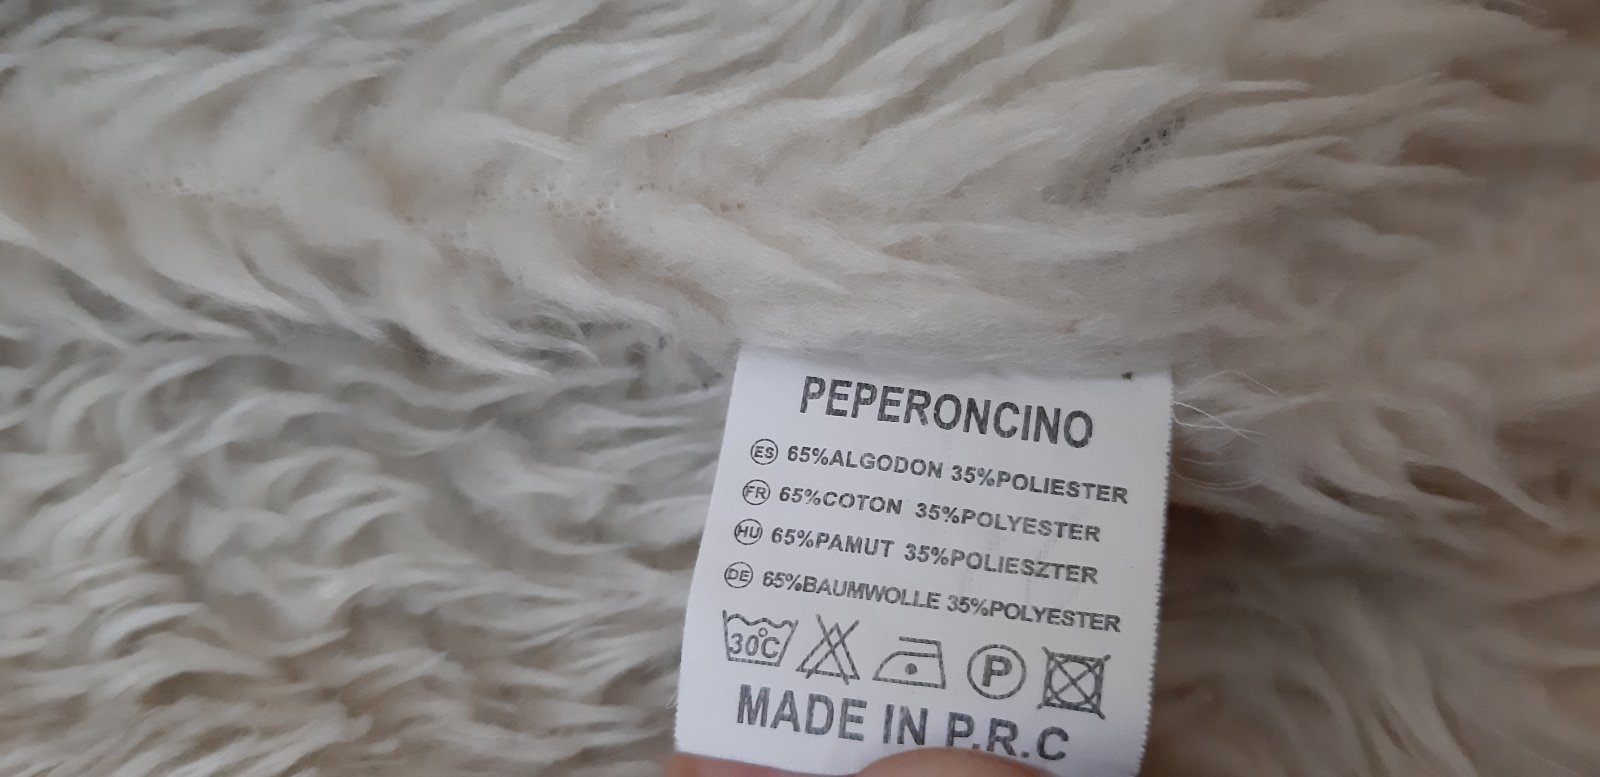 PEPERONCINO
ES 65%ALGODON 35%POLIESTER
FR 65%COTON 35%POLYESTER
HU 65%PAMUT 35%POLIESZTER
DE 65%BAUMWOLLE 35%POLYESTER
30°C P
MADE IN P.R.C